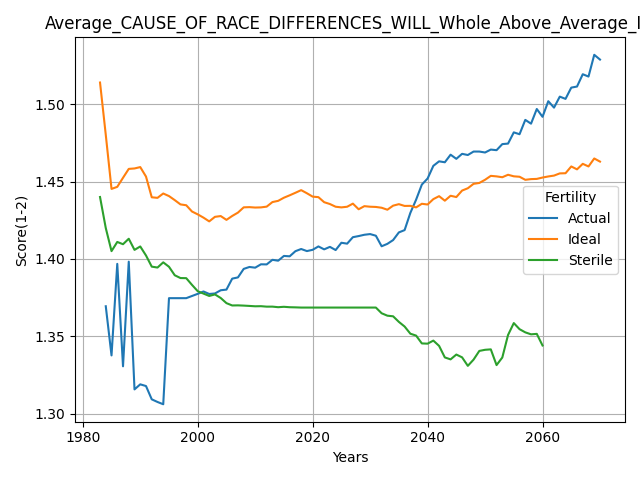 Average_CAUSE_OF_RACE_DIFFERENCES_WILL_Whole_Above_Average_I
1.50
1.45
1.40
1.35
1.30
Score(1-2)
Fertility
Actual
Ideal
Sterile
1980 2000 2020 2040 2060
Years